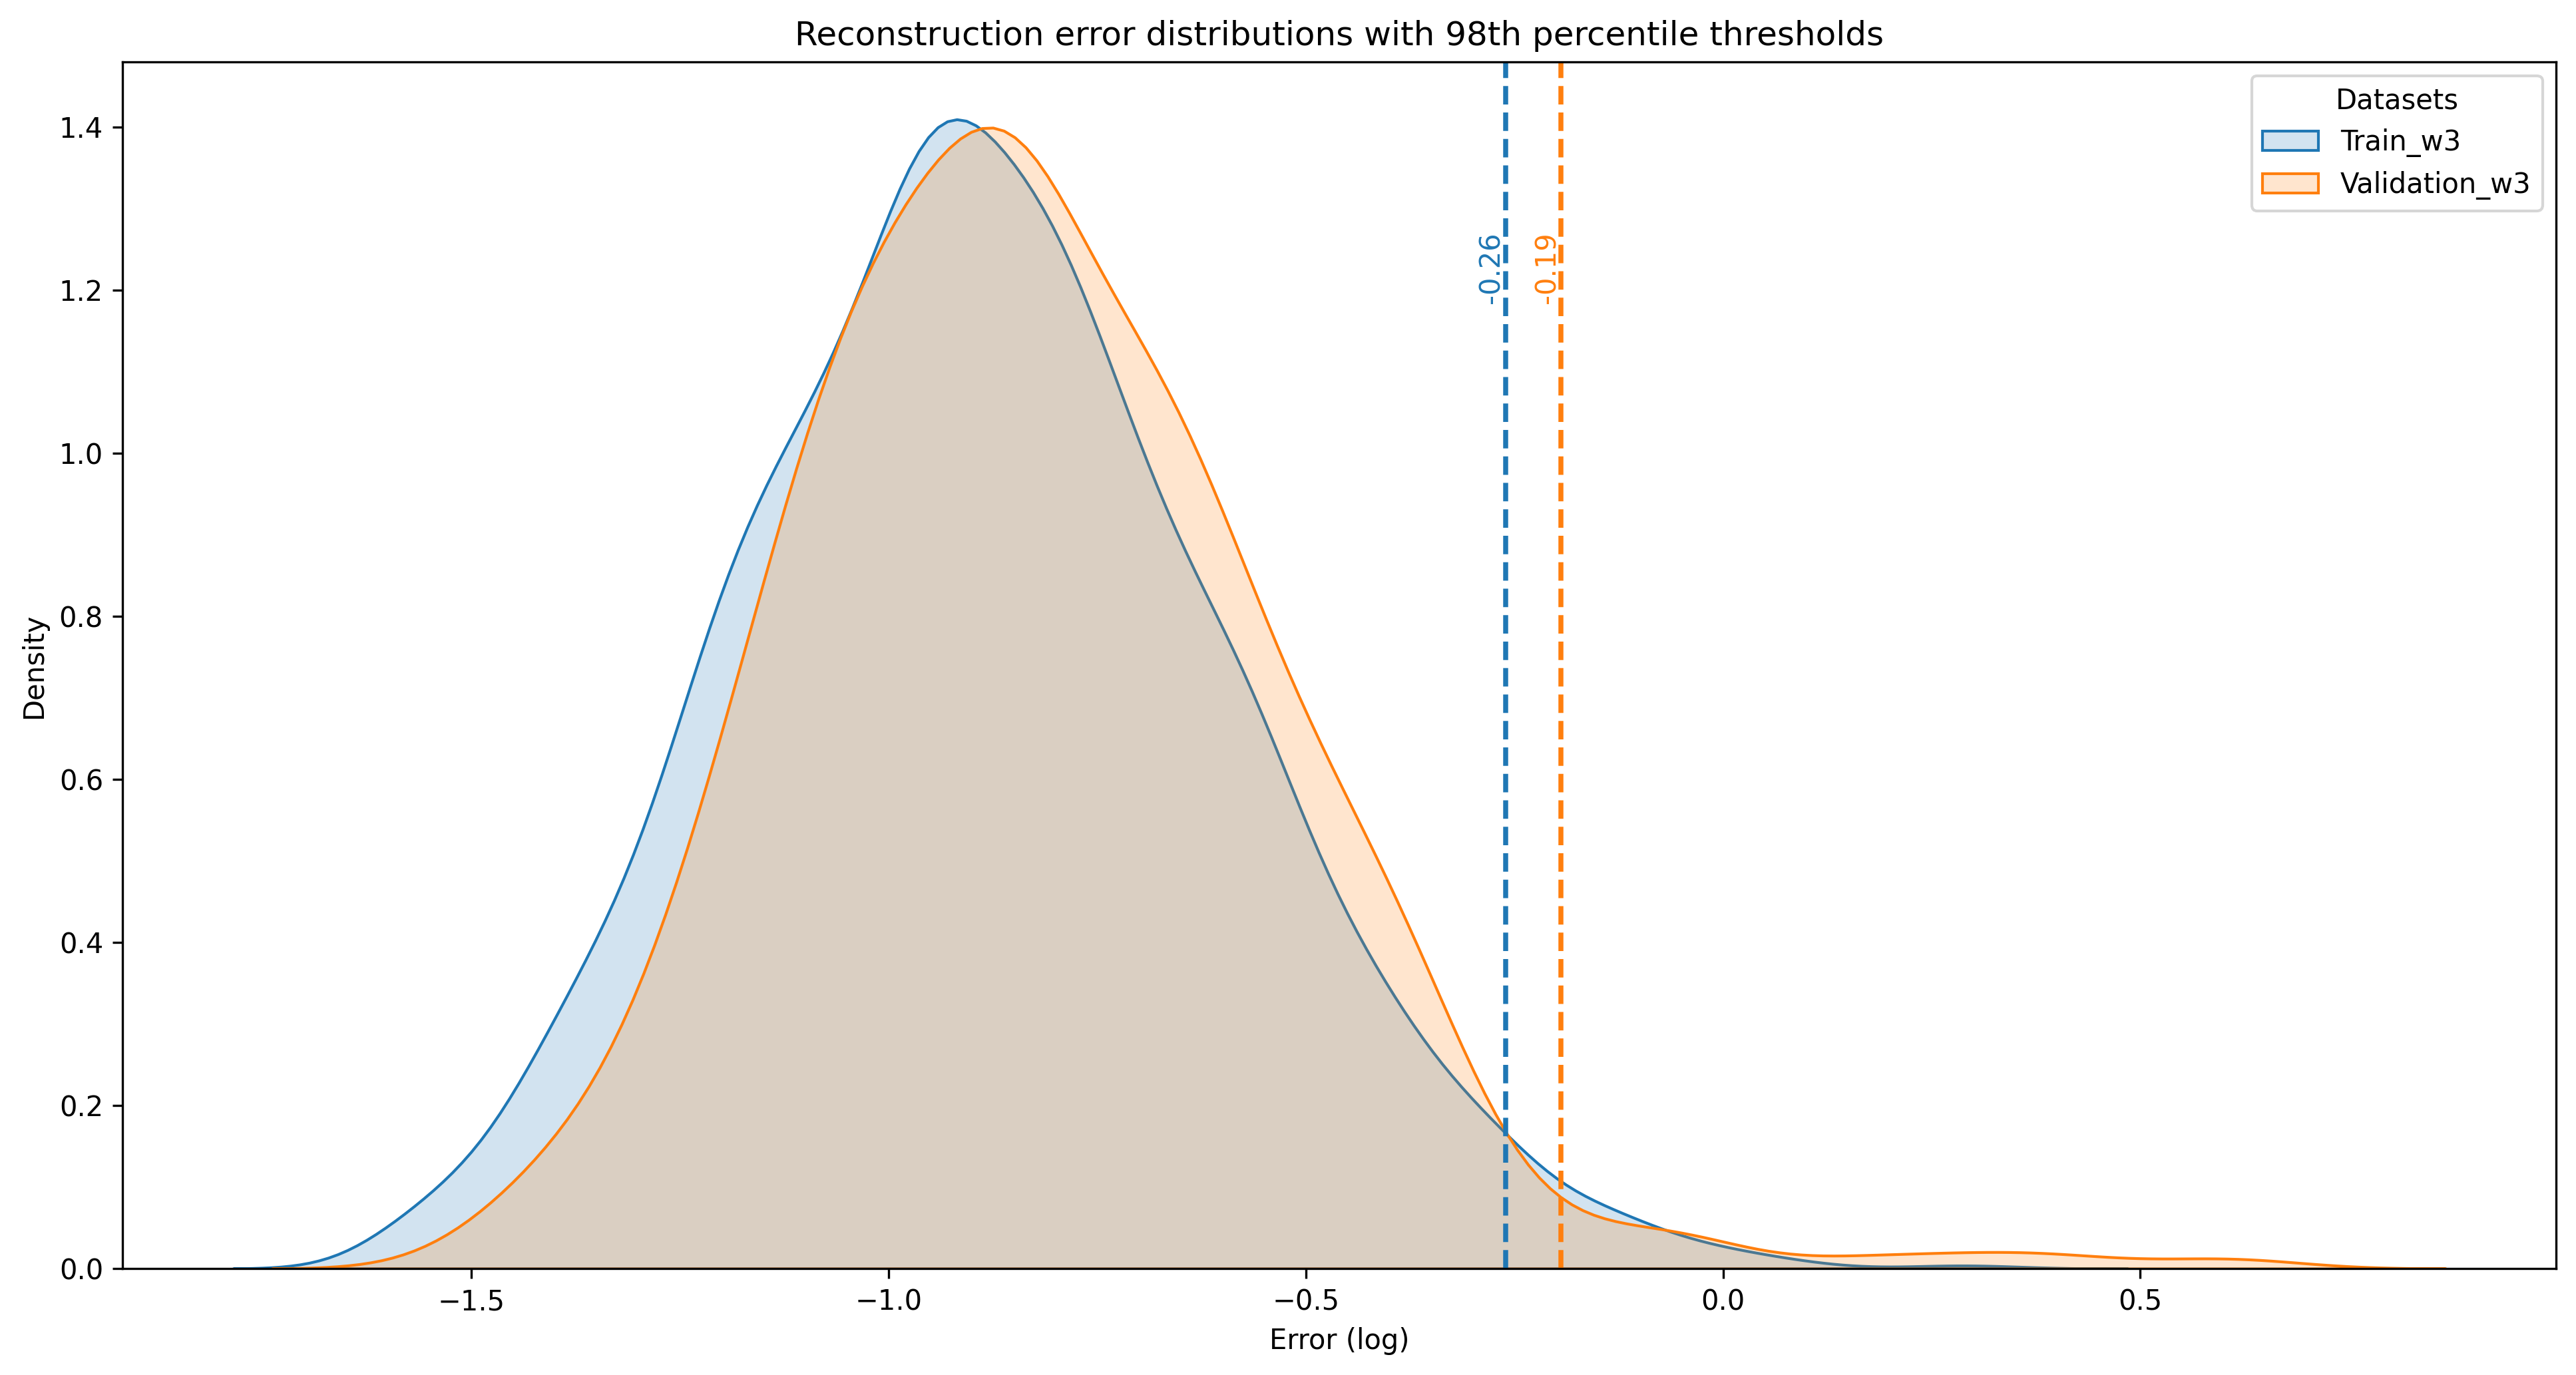 Reconstruction error distributions with 98th percentile thresholds
Datasets
Train_w3
Validation_w3
-0.26
-0.19
Density
1.4
1.2
1.0
0.8
0.6
0.4
0.2
0.0
−1.5
−1.0
−0.5
0.0
0.5
Error (log)